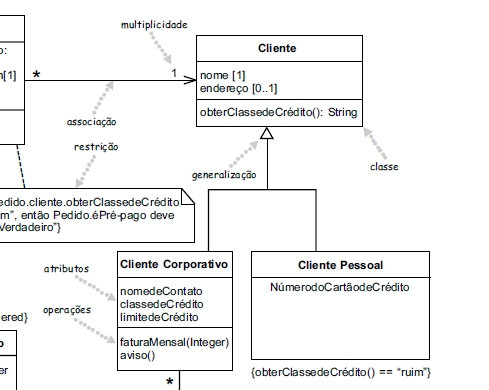 multiplicidade
o:
n[1]
*
1
Cliente
nome [1]
endereço [0..1]
obterClassedeCrédito(): String
associação
restrição
generalização
classe
edido.cliente.obterClassedeCrédito
m", então Pedido.éPré-pago deve
Verdadeiro"}
atributos
operações
Cliente Corporativo
nomedeContato
classedeCrédito
limitedeCrédito
faturaMensal(Integer)
aviso()
*
Cliente Pessoal
NúmerodoCartãodeCrédito
{obterClassedeCrédito() == "ruim"}
ered}
o
er